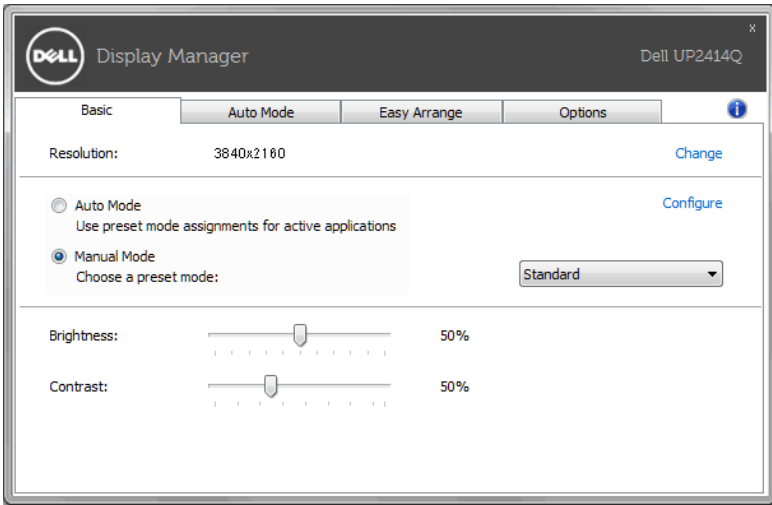 x
DELL Display Manager Dell UP2414Q
Basic Auto Mode Easy Arrange Options i
Resolution: 3840x2160 Change
Auto Mode Configure
Use preset mode assignments for active applications
Manual Mode
Choose a preset mode: Standard
Brightness: 50%
Contrast: 50%